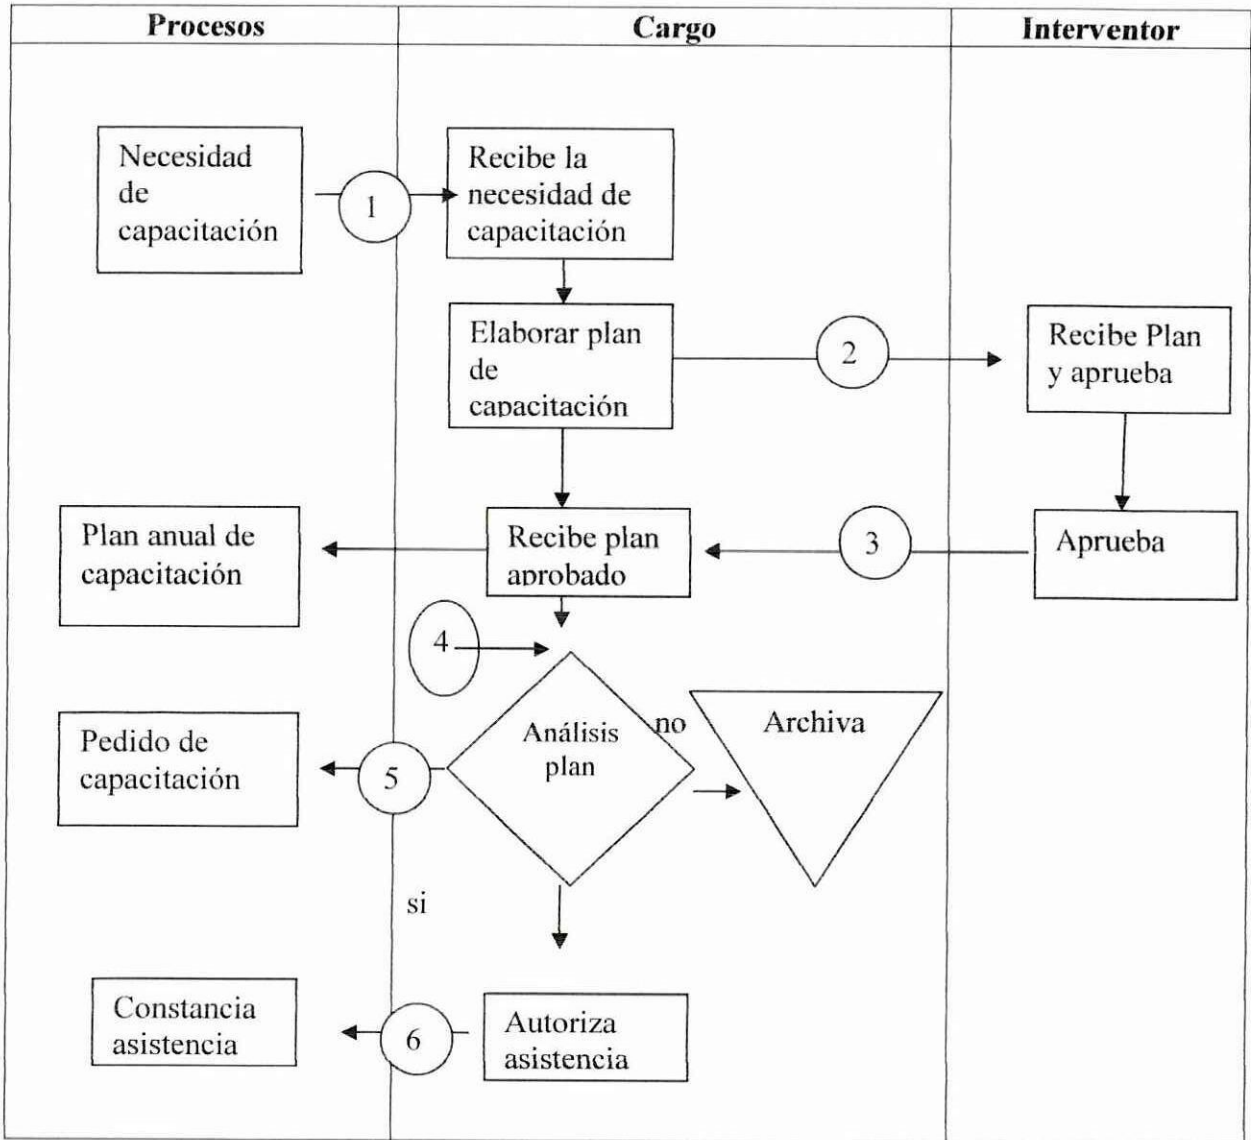 Procesos
Cargo
Interventor
Necesidad
de
capacitación
1
Recibe la
necesidad de
capacitación
Elaborar plan
de
capacitación
2
Recibe Plan
y aprueba
Plan anual de
capacitación
Recibe plan
aprobado
3
Aprueba
4
Pedido de
capacitación
5
Análisis
plan
no
Archiva
si
Constancia
asistencia
6
Autoriza
asistencia